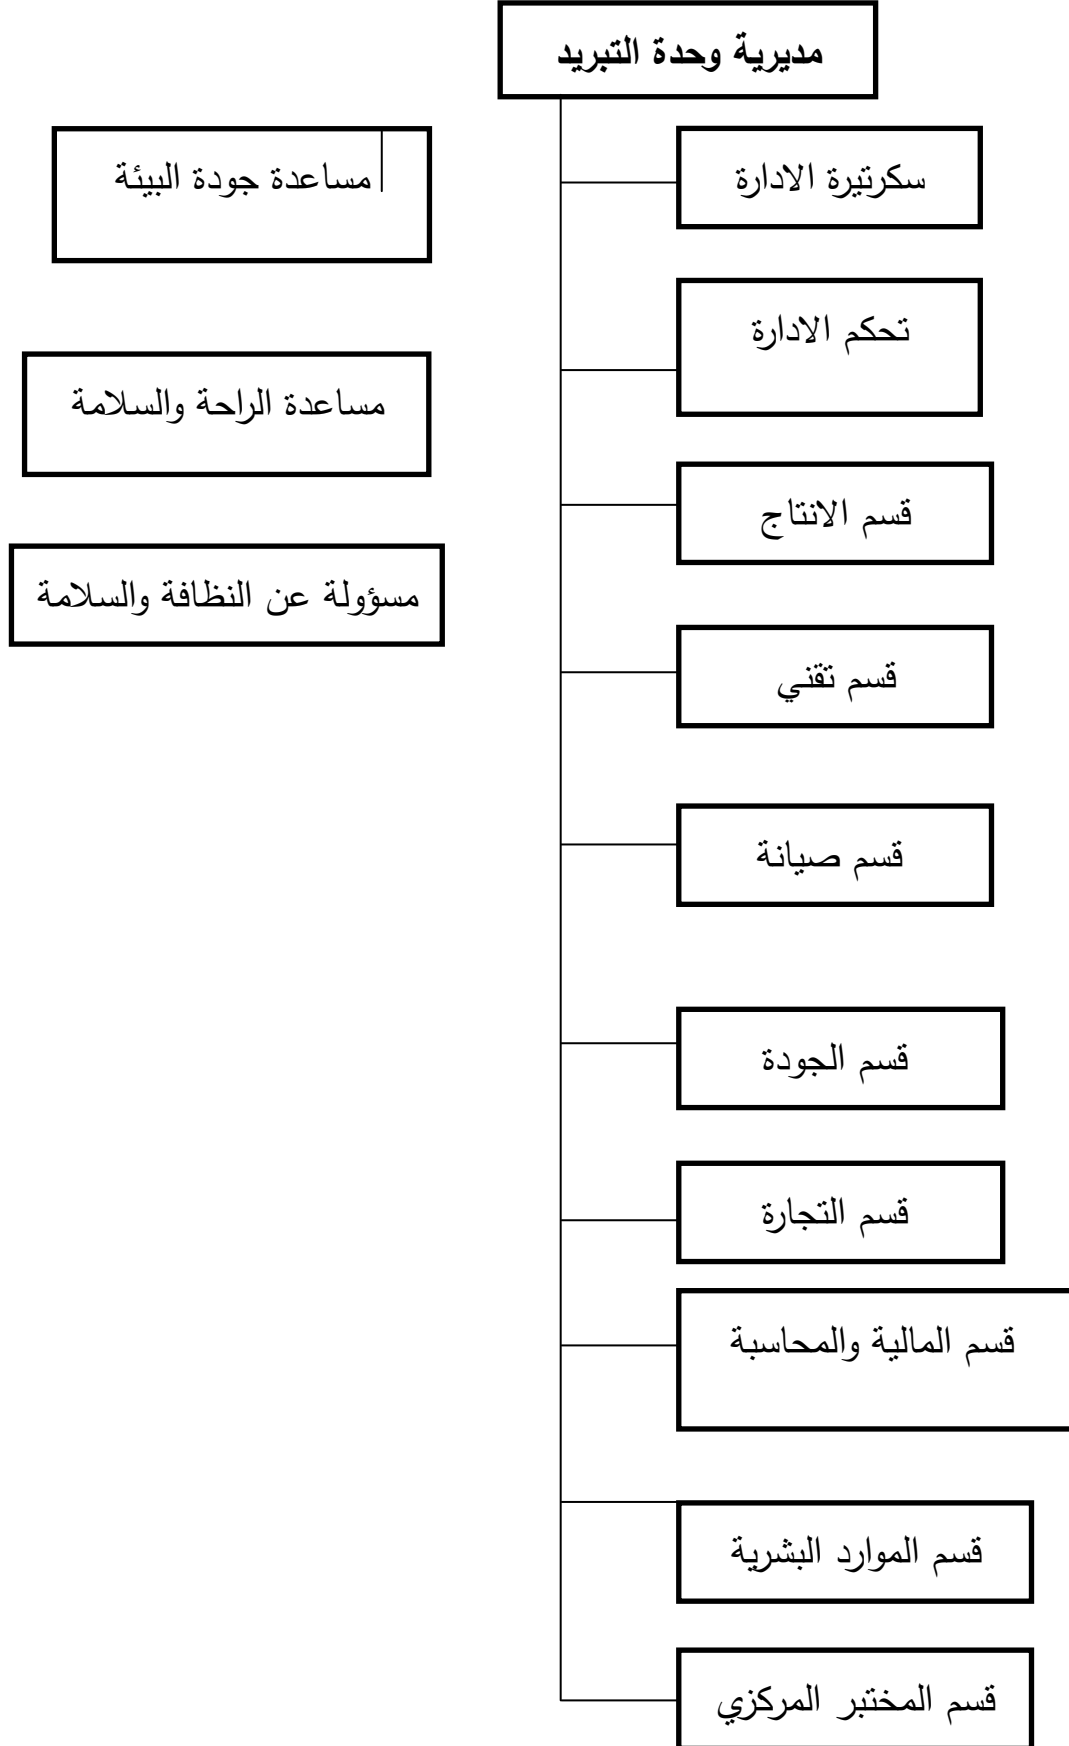 مديرية وحدة التبريد
سكرتيرة الادارة
مساعدة جودة البيئة
تحكم الادارة
مساعدة الراحة والسلامة
قسم الانتاج
مسؤولة عن النظافة والسلامة
قسم تقني
قسم صيانة
قسم الجودة
قسم التجارة
قسم المالية والمحاسبة
قسم الموارد البشرية
قسم المختبر المركزي